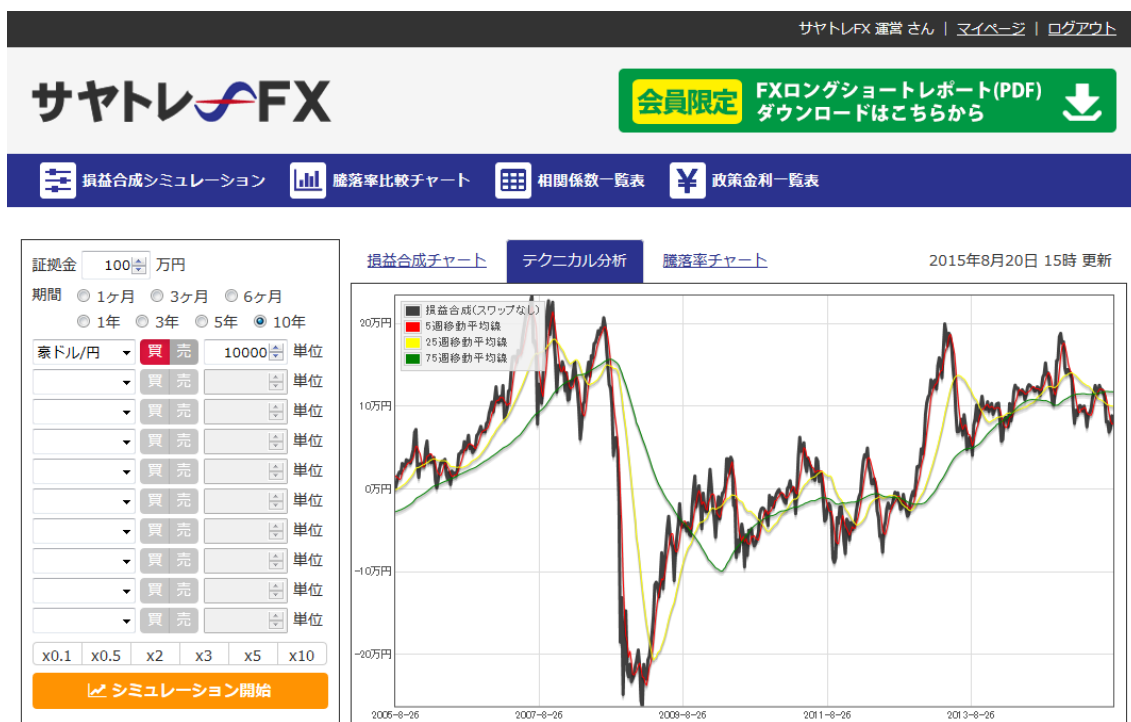 サヤトレFX 運営 さん | マイページ | ログアウト
サヤトレFX
会員限定 FXロングショートレポート(PDF)
ダウンロードはこちらから
損益合成シミュレーション 騰落率比較チャート 相関係数一覧表 ¥ 政策金利一覧表
証拠金 100 万円
期間 1ヶ月 3ヶ月 6ヶ月
1年 3年 5年 10年
豪ドル/円 買 売 10000 単位
買 売 単位
買 売 単位
買 売 単位
買 売 単位
買 売 単位
買 売 単位
買 売 単位
買 売 単位
買 売 単位
x0.1 x0.5 x2 x3 x5 x10
シミュレーション開始
損益合成チャート テクニカル分析 騰落率チャート 2015年8月20日 15時 更新
損益合成(スワップなし)
5週移動平均線
25週移動平均線
75週移動平均線
20万円
10万円
0万円
-10万円
-20万円
2005-8-26 2007-8-26 2009-8-26 2011-8-26 2013-8-26